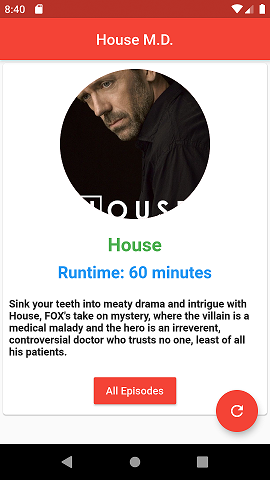 8:40
House M.D.
HOUSE
House
Runtime: 60 minutes
Sink your teeth into meaty drama and intrigue with
House, FOX's take on mystery, where the villain is a
medical malady and the hero is an irreverent,
controversial doctor who trusts no one, least of all
his patients.
All Episodes